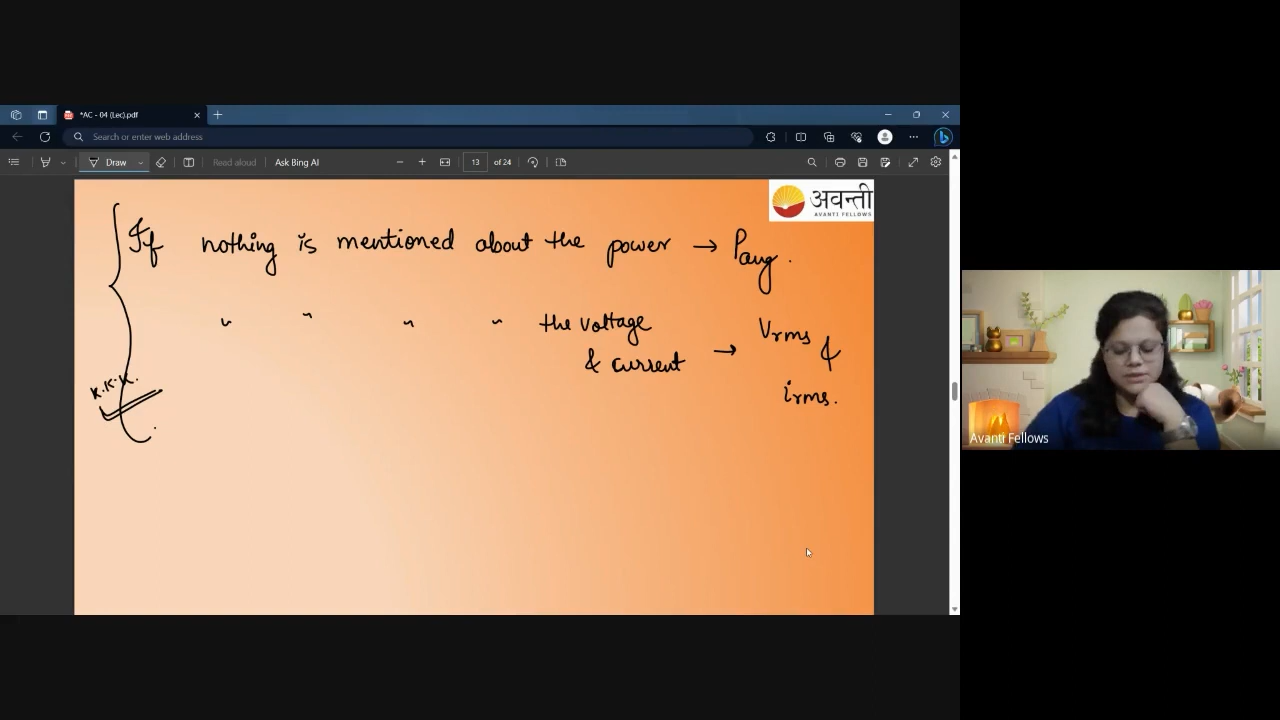 *AC - 04 (Lec).pdf
Search or enter web address
Draw
Read aloud
Ask Bing AI
13
of 24
अवन्ती
AVANTI FELLOWS
If nothing is mentioned about the power → Pavg.
" " " " the voltage
& current → Vrms &
irms.
K.K.K.
Avanti Fellows